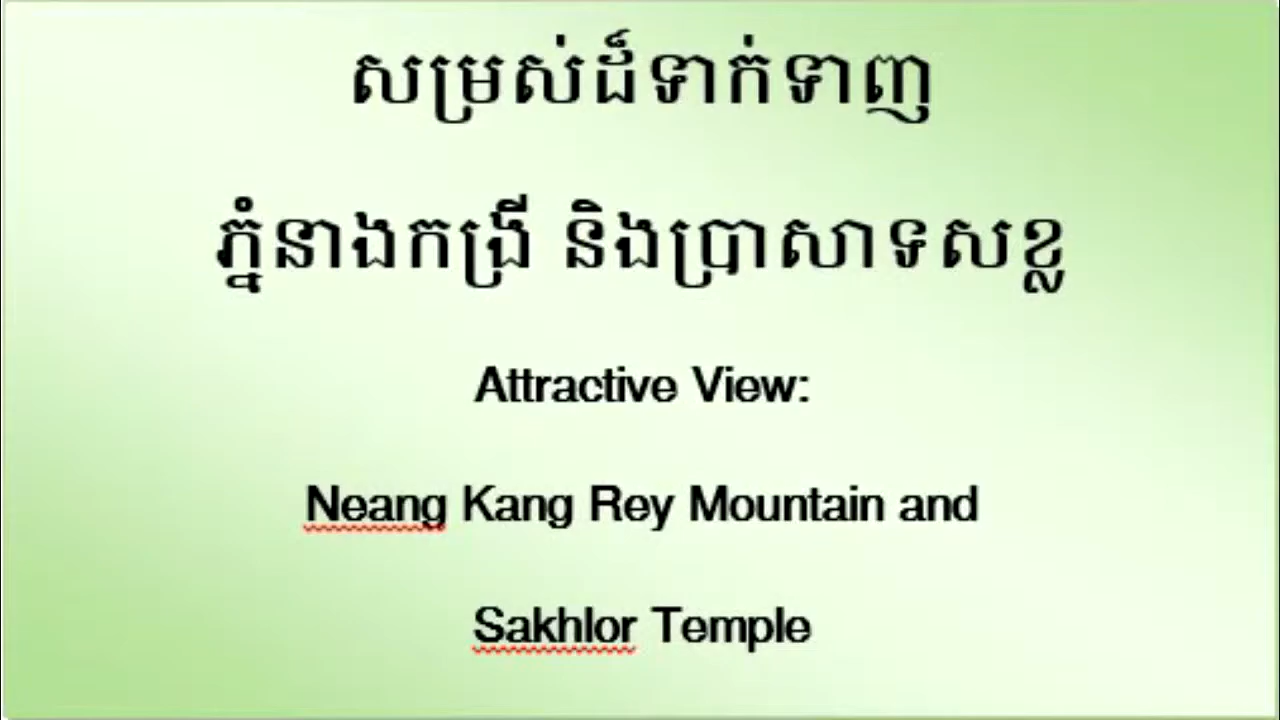 សម្រស់ដ៏ទាក់ទាញ
ភ្នំនាងកង្រី និងប្រាសាទសខ្ល
Attractive View:
Neang Kang Rey Mountain and
Sakhlor Temple